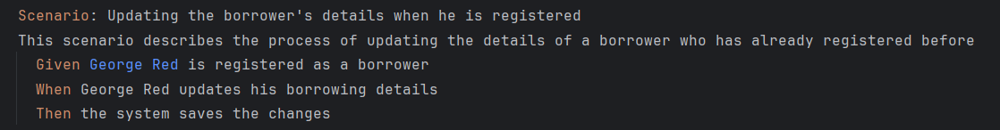 Scenario: Updating the borrower's details when he is registered
This scenario describes the process of updating the details of a borrower who has already registered before
Given George Red is registered as a borrower
When George Red updates his borrowing details
Then the system saves the changes